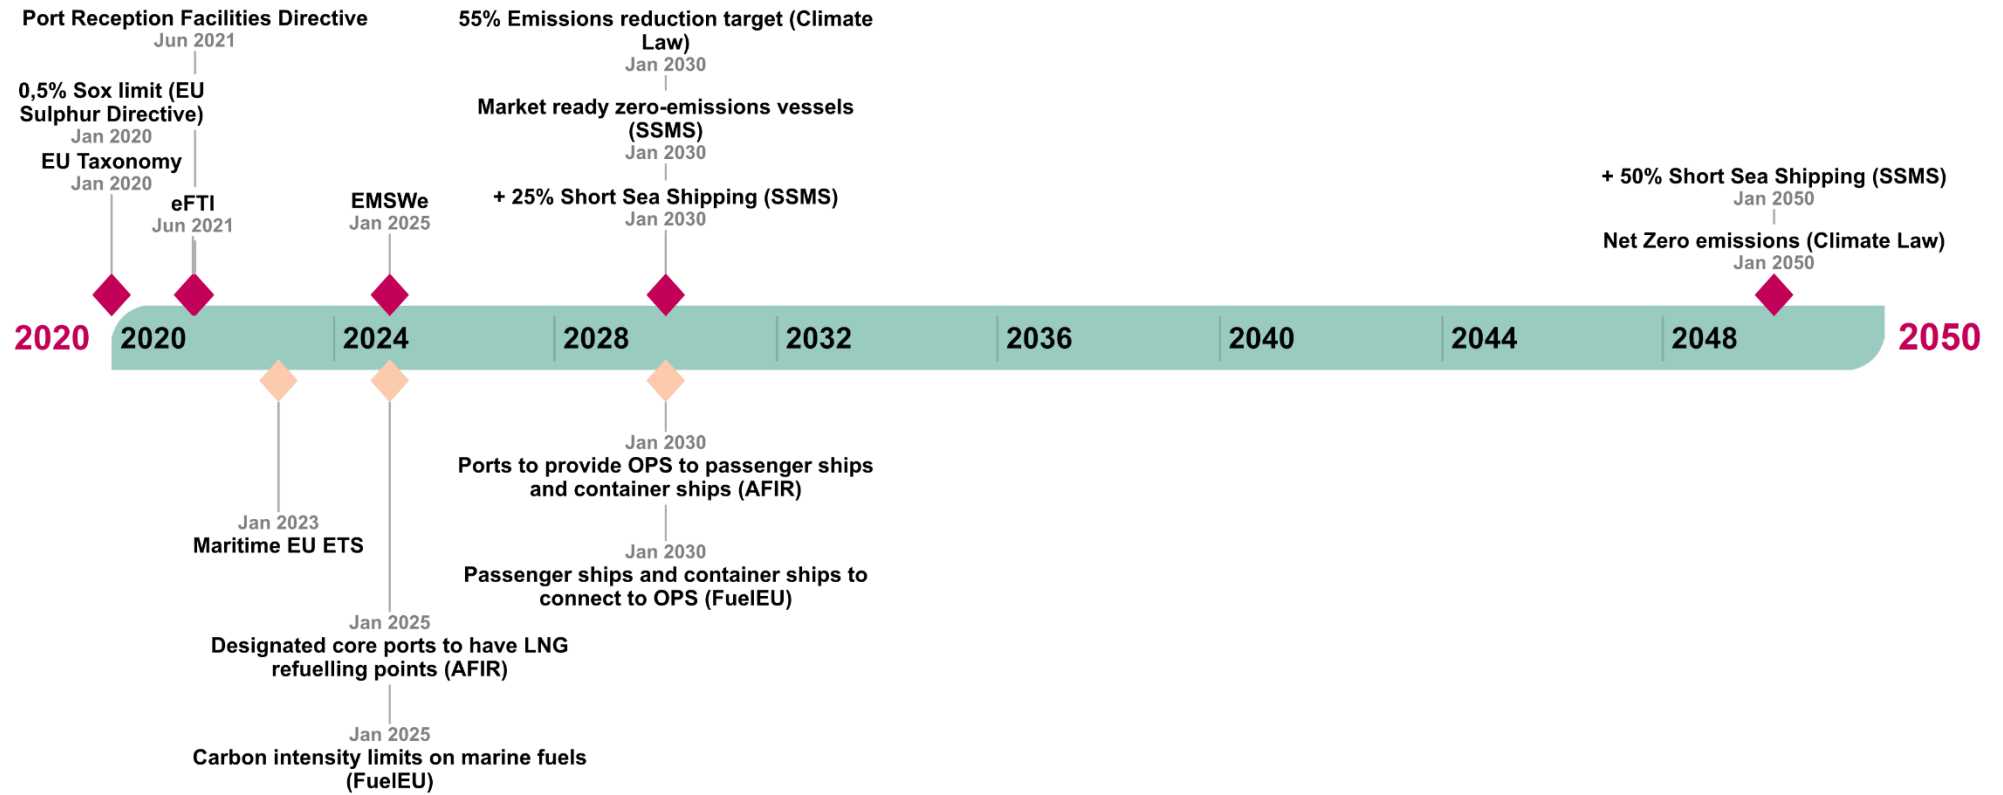 Port Reception Facilities Directive
Jun 2021
0,5% Sox limit (EU
Sulphur Directive)
Jan 2020
EU Taxonomy
Jan 2020
eFTI
Jun 2021
EMSWe
Jan 2025
55% Emissions reduction target (Climate
Law)
Jan 2030
Market ready zero-emissions vessels
(SSMS)
Jan 2030
+ 25% Short Sea Shipping (SSMS)
Jan 2030
+ 50% Short Sea Shipping (SSMS)
Jan 2050
Net Zero emissions (Climate Law)
Jan 2050
2020 2020 2024 2028 2032 2036 2040 2044 2048 2050
Jan 2023
Maritime EU ETS
Jan 2025
Designated core ports to have LNG
refuelling points (AFIR)
Jan 2025
Carbon intensity limits on marine fuels
(FuelEU)
Jan 2030
Ports to provide OPS to passenger ships
and container ships (AFIR)
Jan 2030
Passenger ships and container ships to
connect to OPS (FuelEU)